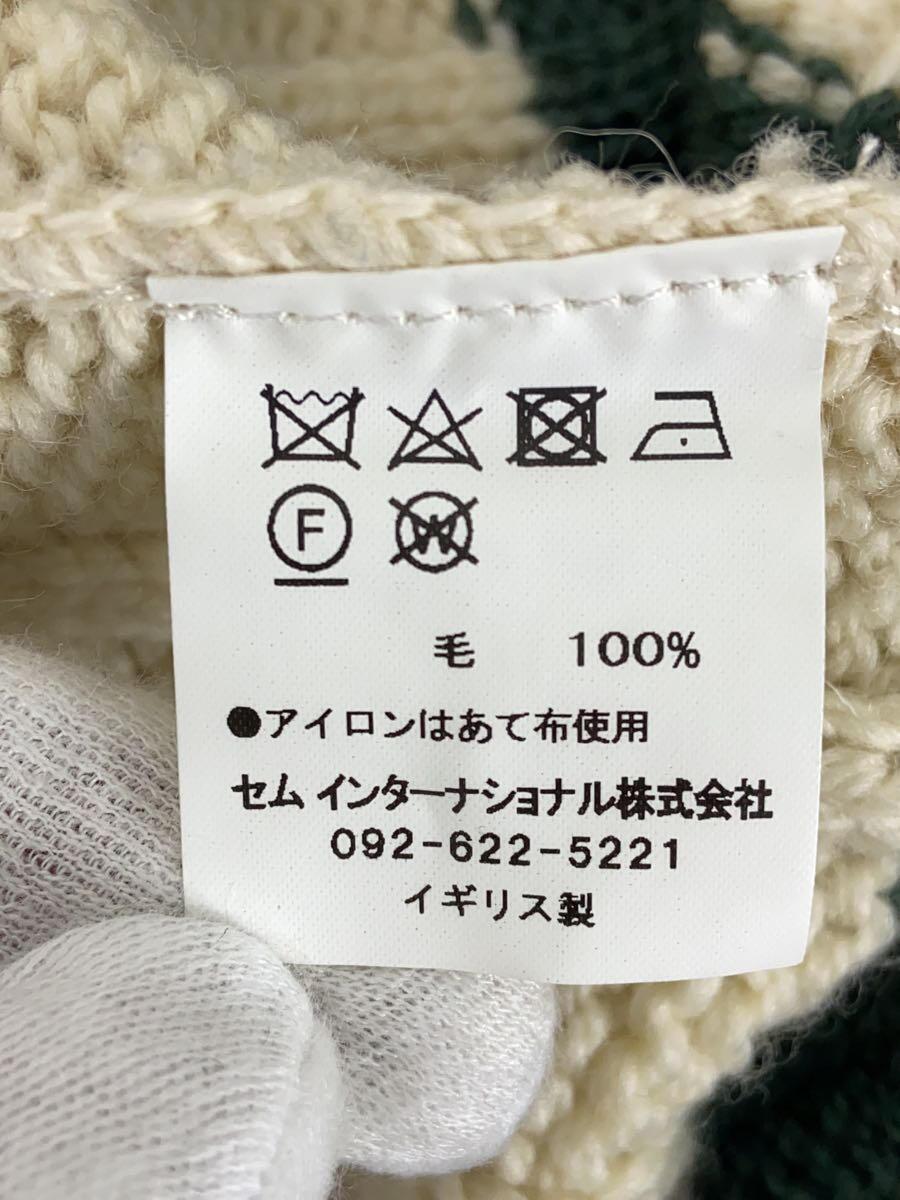 F W
毛 100%
●アイロンはあて布使用
セム インターナショナル株式会社
092-622-5221
イギリス製